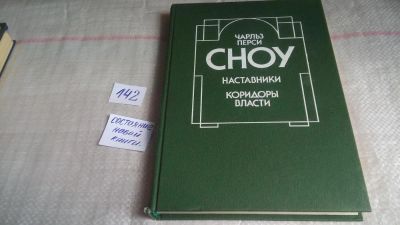 ЧАРЛЬЗ
ПЕРСИ
СНОУ
НАСТАВНИКИ
КОРИДОРЫ
ВЛАСТИ
142
СОСТОЯНИЕ
НОВОЙ
КНИГИ.